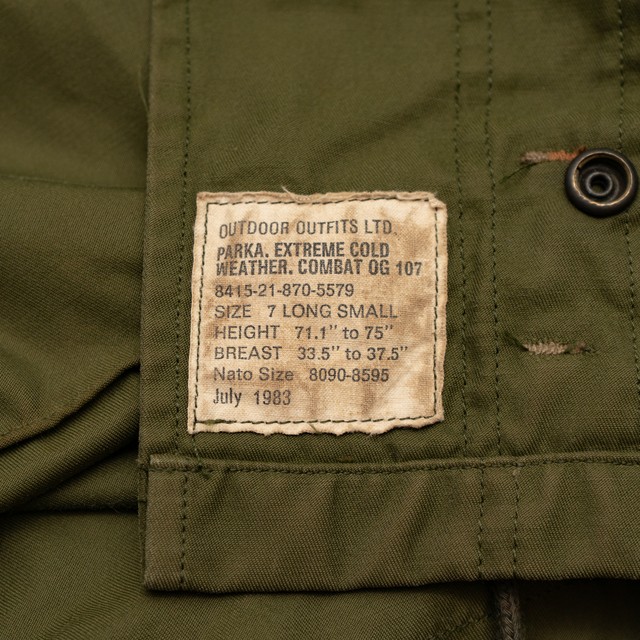 OUTDOOR OUTFITS LTD.
PARKA. EXTREME COLD
WEATHER. COMBAT OG 107
8415-21-870-5579
SIZE 7 LONG SMALL
HEIGHT 71.1" to 75"
BREAST 33.5" to 37.5"
Nato Size 8090-8595
July 1983